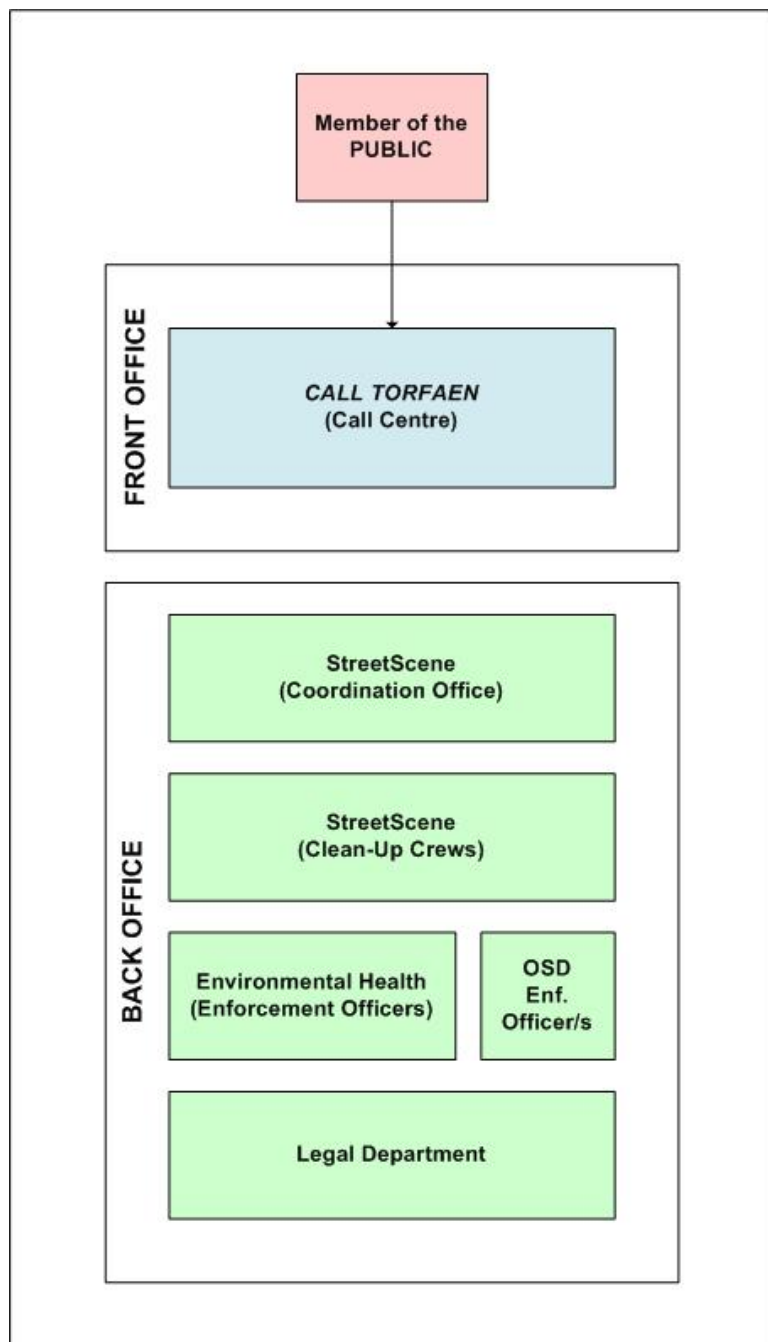 Member of the
PUBLIC
FRONT OFFICE
CALL TORFAEN
(Call Centre)
BACK OFFICE
StreetScene
(Coordination Office)
StreetScene
(Clean-Up Crews)
Environmental Health
(Enforcement Officers)
OSD
Enf.
Officer/s
Legal Department